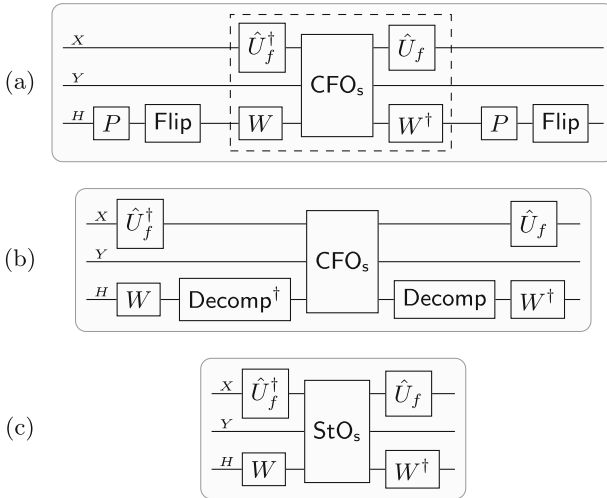 (a)
X Û_f^† Û_f
Y CFO_s
H P Flip W W^† P Flip
(b)
X Û_f^† Û_f
Y CFO_s
H W Decomp^† Decomp W^†
(c)
X Û_f^† Û_f
Y StO_s
H W W^†